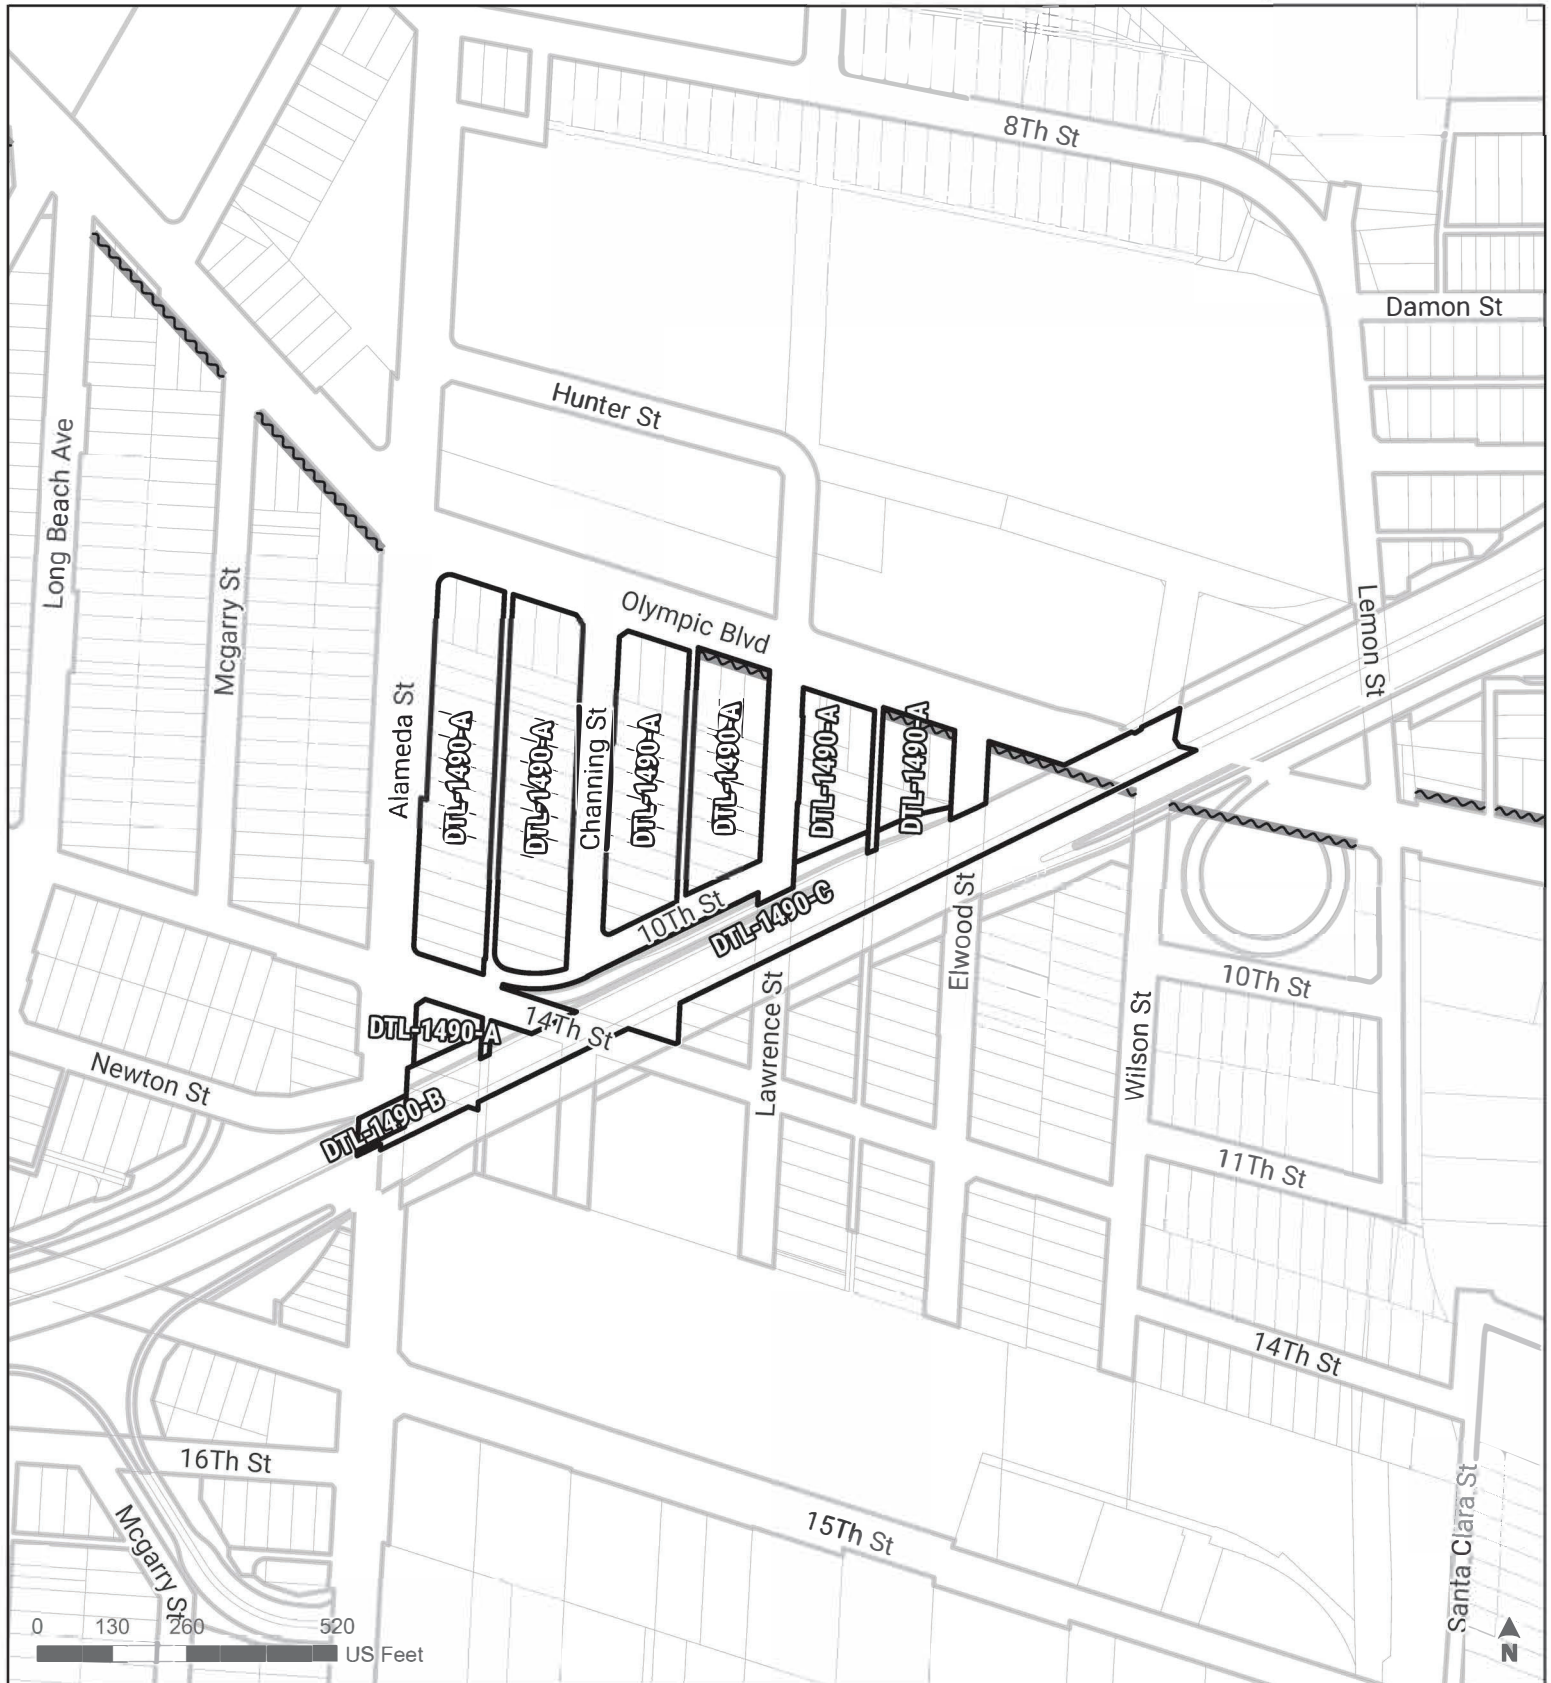 8Th St
Damon St
Hunter St
Long Beach Ave
Mcgarry St
Olympic Blvd
Lemon St
Alameda St
Channing St
DTL-1490-A
DTL-1490-A
DTL-1490-A
DTL-1490-A
DTL-1490-A
DTL-1490-A
10Th St
DTL-1490-C
Elwood St
10Th St
Lawrence St
Wilson St
DTL-1490-A
14Th St
Newton St
DTL-1490-B
11Th St
14Th St
16Th St
Mcgarry St
15Th St
Santa Clara St
0 130 260 520
US Feet
N